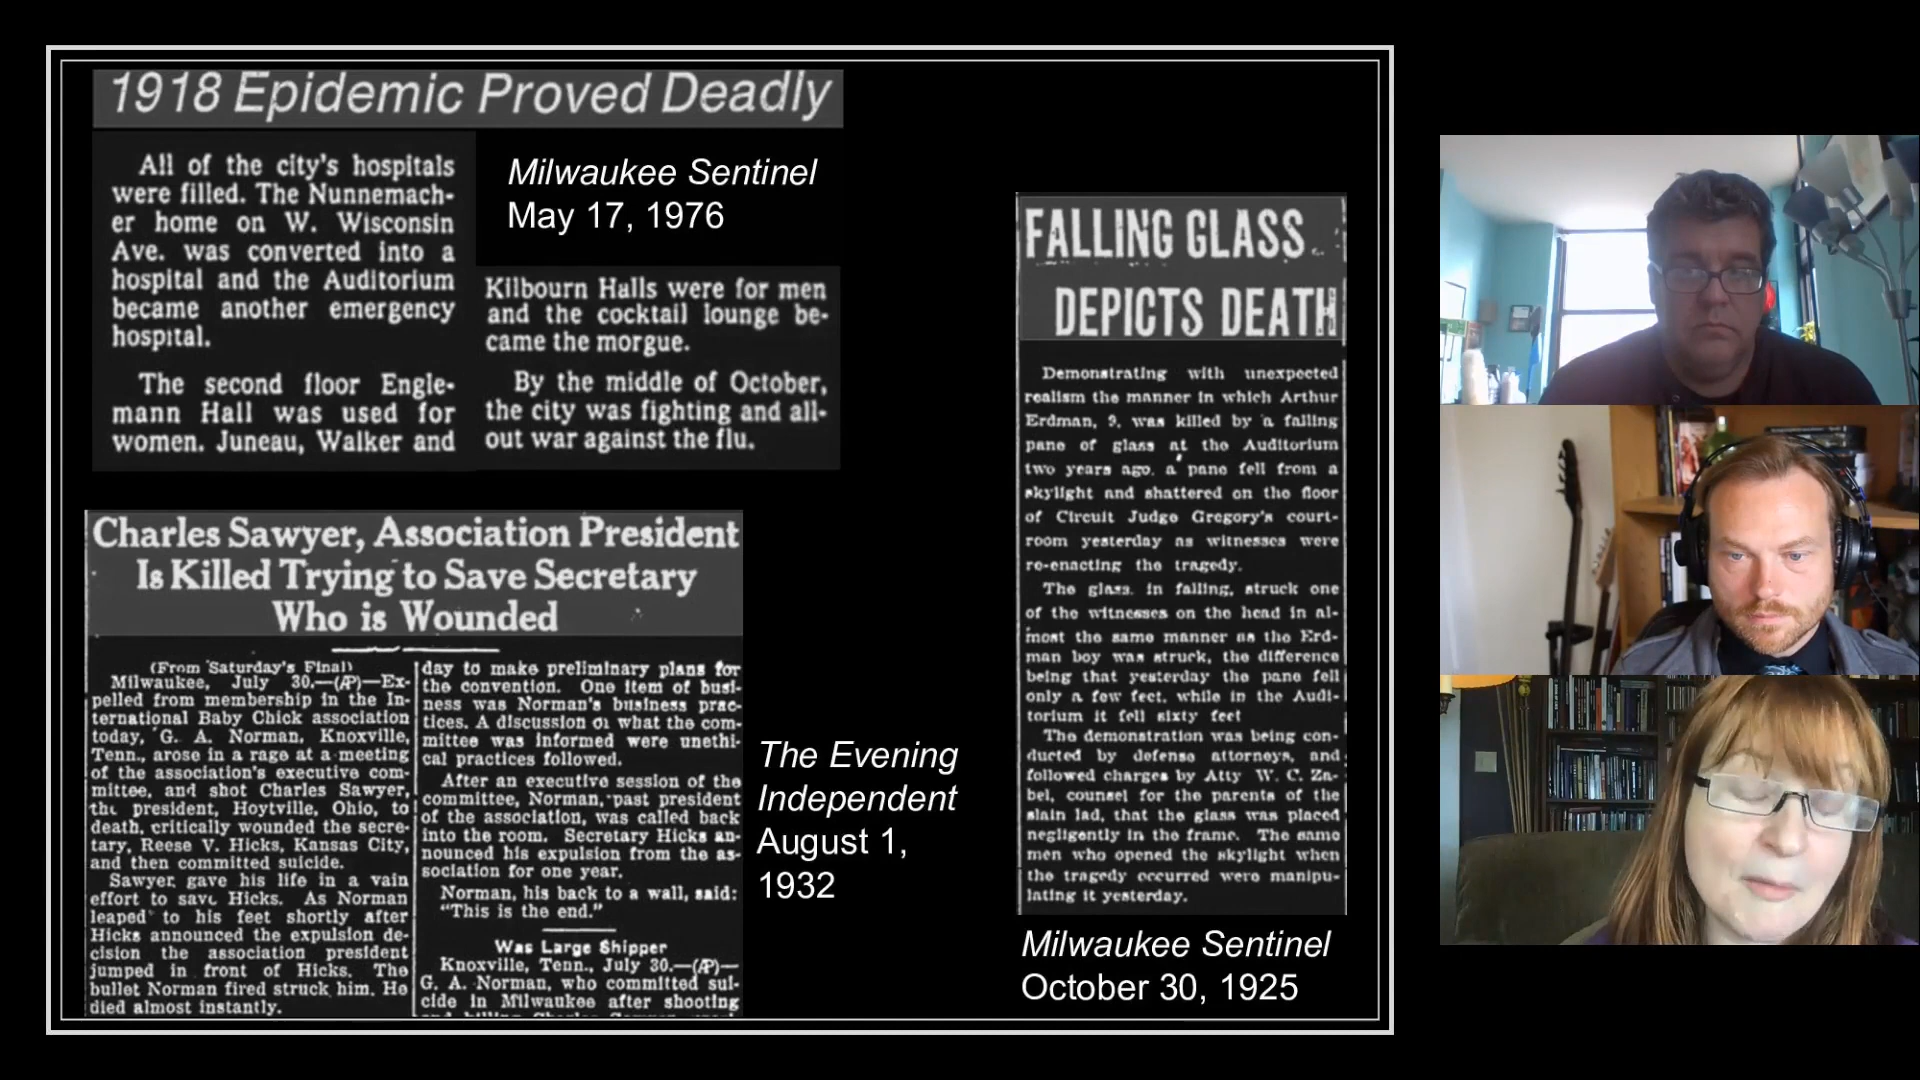 1918 Epidemic Proved Deadly
All of the city's hospitals
were filled. The Nunnemach-
er home on W. Wisconsin
Ave. was converted into a
hospital and the Auditorium
became another emergency
hospital.
The second floor Engle-
mann Hall was used for
women. Juneau, Walker and
Milwaukee Sentinel
May 17, 1976
Kilbourn Halls were for men
and the cocktail lounge be-
came the morgue.
By the middle of October,
the city was fighting and all-
out war against the flu.
Charles Sawyer, Association President
Is Killed Trying to Save Secretary
Who is Wounded
(From Saturday's Final)
Milwaukee, July 30.—(AP)—Ex-
pelled from membership in the In-
ternational Baby Chick association
today, G. A. Norman, Knoxville,
Tenn., arose in a rage at a meeting
of the association's executive com-
mittee, and shot Charles Sawyer,
the president, Hoytville, Ohio, to
death, critically wounded the secre-
tary, Reese V. Hicks, Kansas City,
and then committed suicide.
Sawyer gave his life in a vain
effort to save Hicks. As Norman
leaped to his feet shortly after
Hicks announced the expulsion de-
cision the association president
jumped in front of Hicks. The
bullet Norman fired struck him. He
died almost instantly.
day to make preliminary plans for
the convention. One item of busi-
ness was Norman's business prac-
tices. A discussion of what the com-
mittee was informed were unethi-
cal practices followed.
After an executive session of the
committee, Norman, past president
of the association, was called back
into the room. Secretary Hicks an-
nounced his expulsion from the as-
sociation for one year.
Norman, his back to a wall, said:
"This is the end."
Was Large Shipper
Knoxville, Tenn., July 30.—(AP)—
G. A. Norman, who committed sui-
cide in Milwaukee after shooting
The Evening
Independent
August 1,
1932
FALLING GLASS
DEPICTS DEATH
Demonstrating with unexpected
realism the manner in which Arthur
Erdman, 9, was killed by a falling
pane of glass at the Auditorium
two years ago, a pane fell from a
skylight and shattered on the floor
of Circuit Judge Gregory's court-
room yesterday as witnesses were
re-enacting the tragedy.
The glass, in falling, struck one
of the witnesses on the head in al-
most the same manner as the Erd-
man boy was struck, the difference
being that yesterday the pane fell
only a few feet, while in the Audi-
torium it fell sixty feet
The demonstration was being con-
ducted by defense attorneys, and
followed charges by Atty W. C. Za-
bel, counsel for the parents of the
slain lad, that the glass was placed
negligently in the frame. The same
men who opened the skylight when
the tragedy occurred were manipu-
lating it yesterday.
Milwaukee Sentinel
October 30, 1925